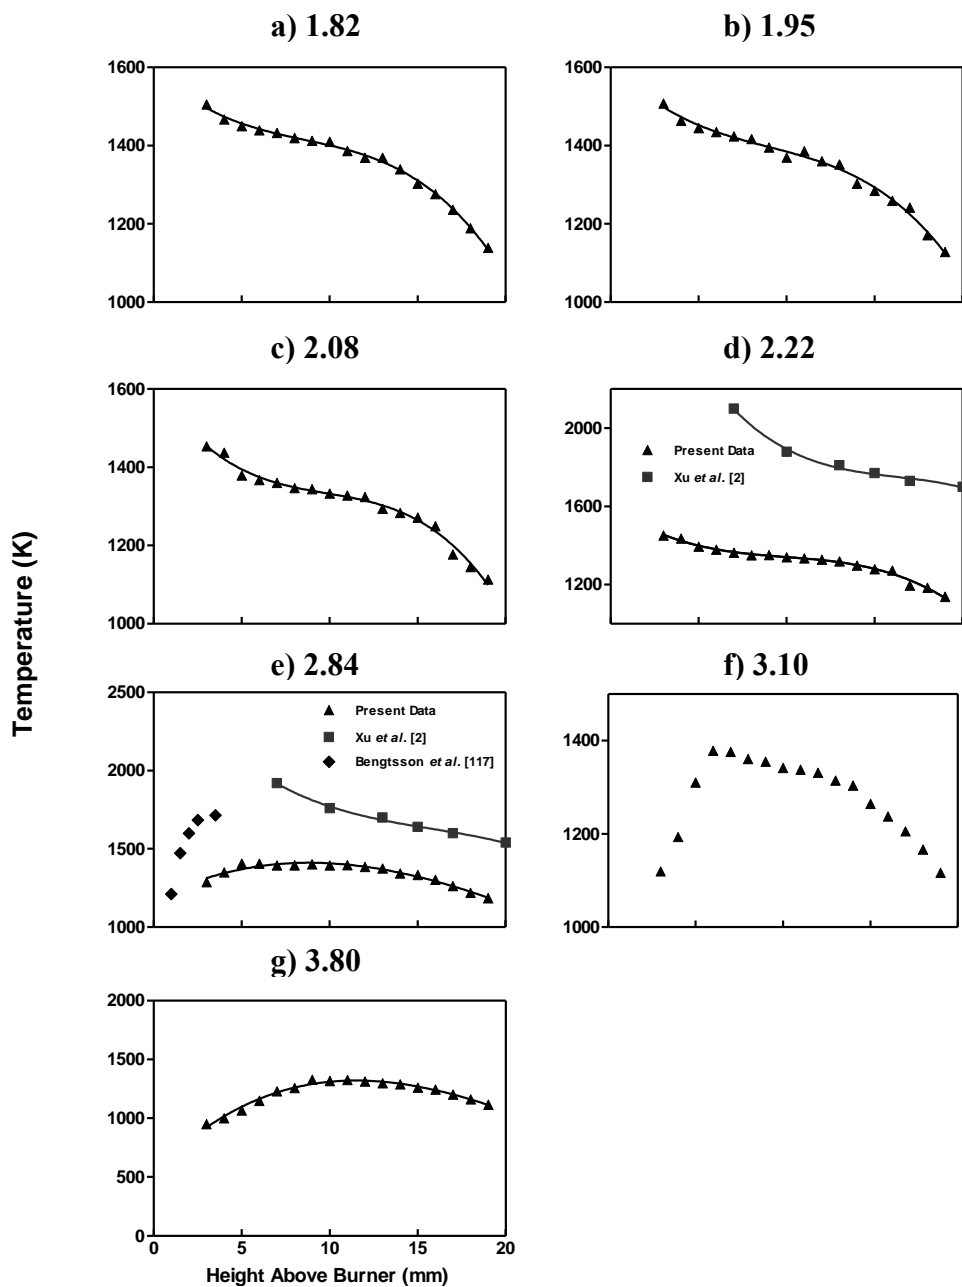 a) 1.82
b) 1.95
1600
1400
1200
1000
1600
1400
1200
1000
c) 2.08
d) 2.22
1600
1400
1200
1000
2000
1600
1200
Present Data
Xu et al. [2]
Temperature (K)
e) 2.84
f) 3.10
2500
2000
1500
1000
Present Data
Xu et al. [2]
Bengtsson et al. [117]
1400
1200
1000
g) 3.80
2000
1500
1000
500
0
0 5 10 15 20
Height Above Burner (mm)